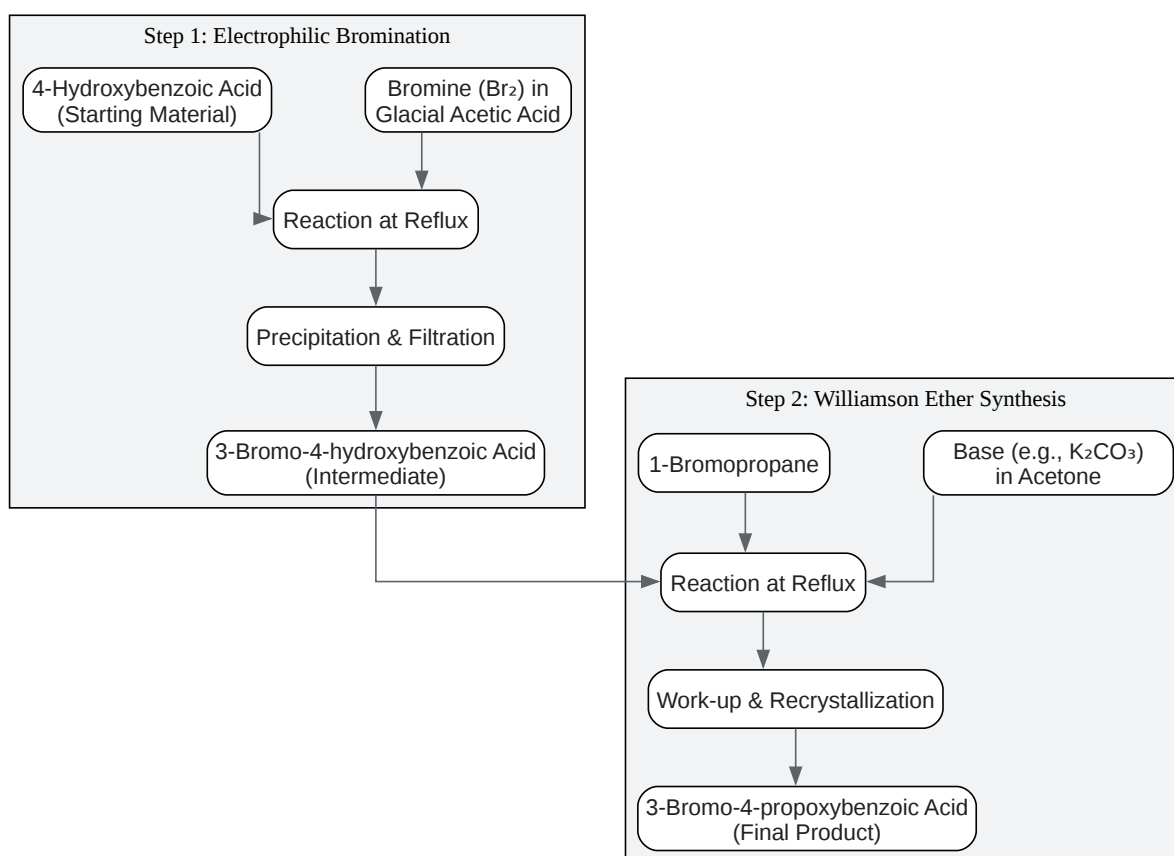 Step 1: Electrophilic Bromination
4-Hydroxybenzoic Acid
(Starting Material)
Bromine (Br₂) in
Glacial Acetic Acid
Reaction at Reflux
Precipitation & Filtration
3-Bromo-4-hydroxybenzoic Acid
(Intermediate)
Step 2: Williamson Ether Synthesis
1-Bromopropane
Base (e.g., K₂CO₃)
in Acetone
Reaction at Reflux
Work-up & Recrystallization
3-Bromo-4-propoxybenzoic Acid
(Final Product)